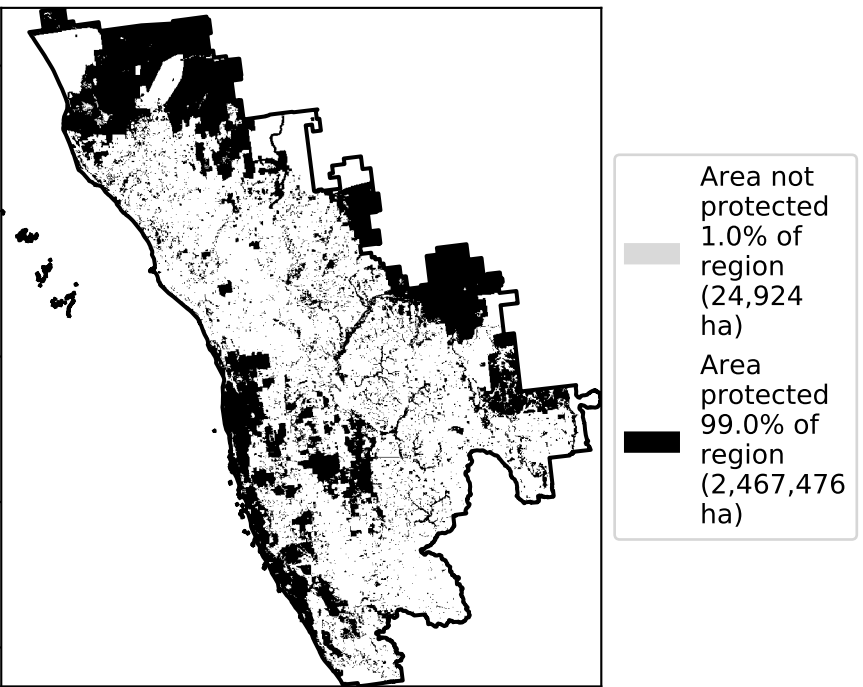 Area not
protected
1.0% of
region
(24,924
ha)
Area
protected
99.0% of
region
(2,467,476
ha)